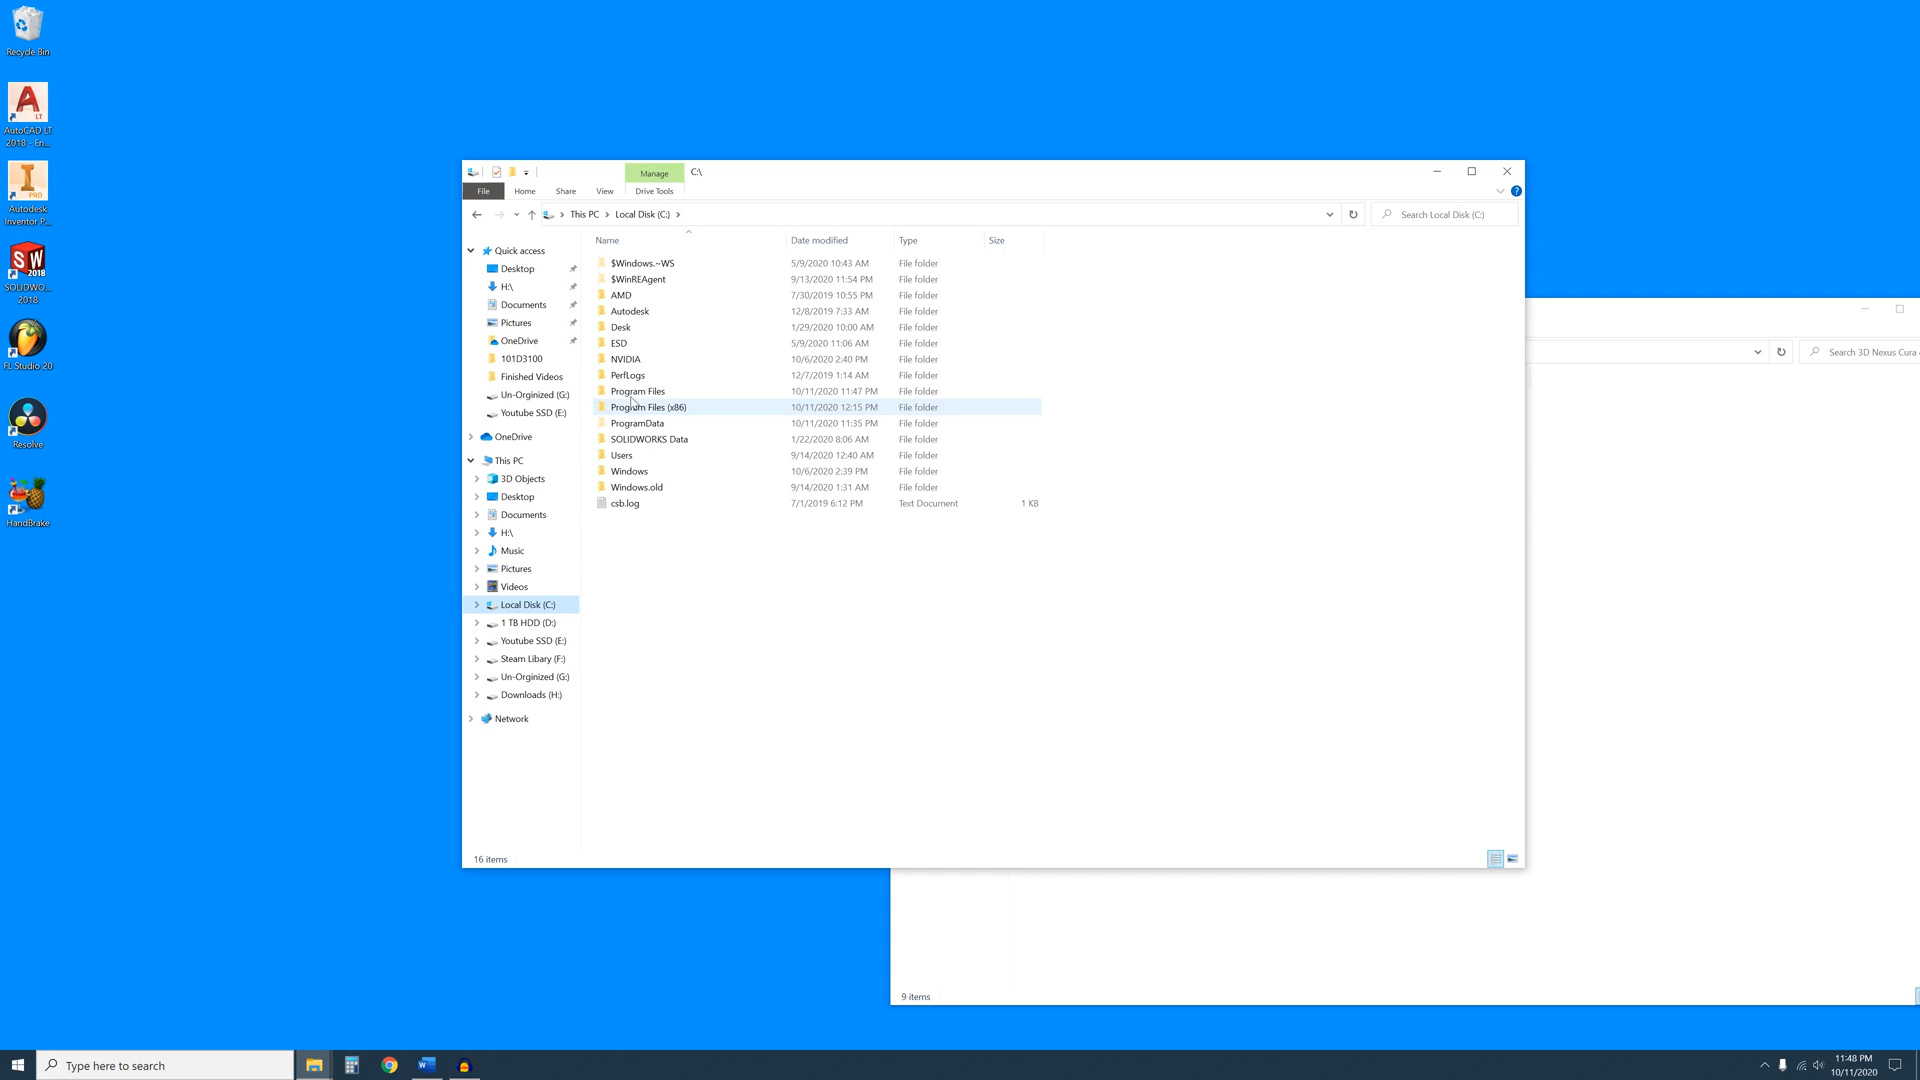 Recycle Bin
AutoCAD LT
2018 - En...
Autodesk
Inventor P...
SOLIDWO...
2018
FL Studio 20
Resolve
HandBrake
Manage
C:\
File
Home
Share
View
Drive Tools
This PC
Local Disk (C:)
Search Local Disk (C:)
Name
Date modified
Type
Size
Quick access
Desktop
H:\
Documents
Pictures
OneDrive
101D3100
Finished Videos
Un-Orginized (G:)
Youtube SSD (E:)
OneDrive
This PC
3D Objects
Desktop
Documents
H:\
Music
Pictures
Videos
Local Disk (C:)
1 TB HDD (D:)
Youtube SSD (E:)
Steam Libary (F:)
Un-Orginized (G:)
Downloads (H:)
Network
$Windows.~WS 5/9/2020 10:43 AM File folder
$WinREAgent 9/13/2020 11:54 PM File folder
AMD 7/30/2019 10:55 PM File folder
Autodesk 12/8/2019 7:33 AM File folder
Desk 1/29/2020 10:00 AM File folder
ESD 5/9/2020 11:06 AM File folder
NVIDIA 10/6/2020 2:40 PM File folder
PerfLogs 12/7/2019 1:14 AM File folder
Program Files 10/11/2020 11:47 PM File folder
Program Files (x86) 10/11/2020 12:15 PM File folder
ProgramData 10/11/2020 11:35 PM File folder
SOLIDWORKS Data 1/22/2020 8:06 AM File folder
Users 9/14/2020 12:40 AM File folder
Windows 10/6/2020 2:39 PM File folder
Windows.old 9/14/2020 1:31 AM File folder
csb.log 7/1/2019 6:12 PM Text Document 1 KB
16 items
Search 3D Nexus Cura
9 items
Type here to search
11:48 PM
10/11/2020